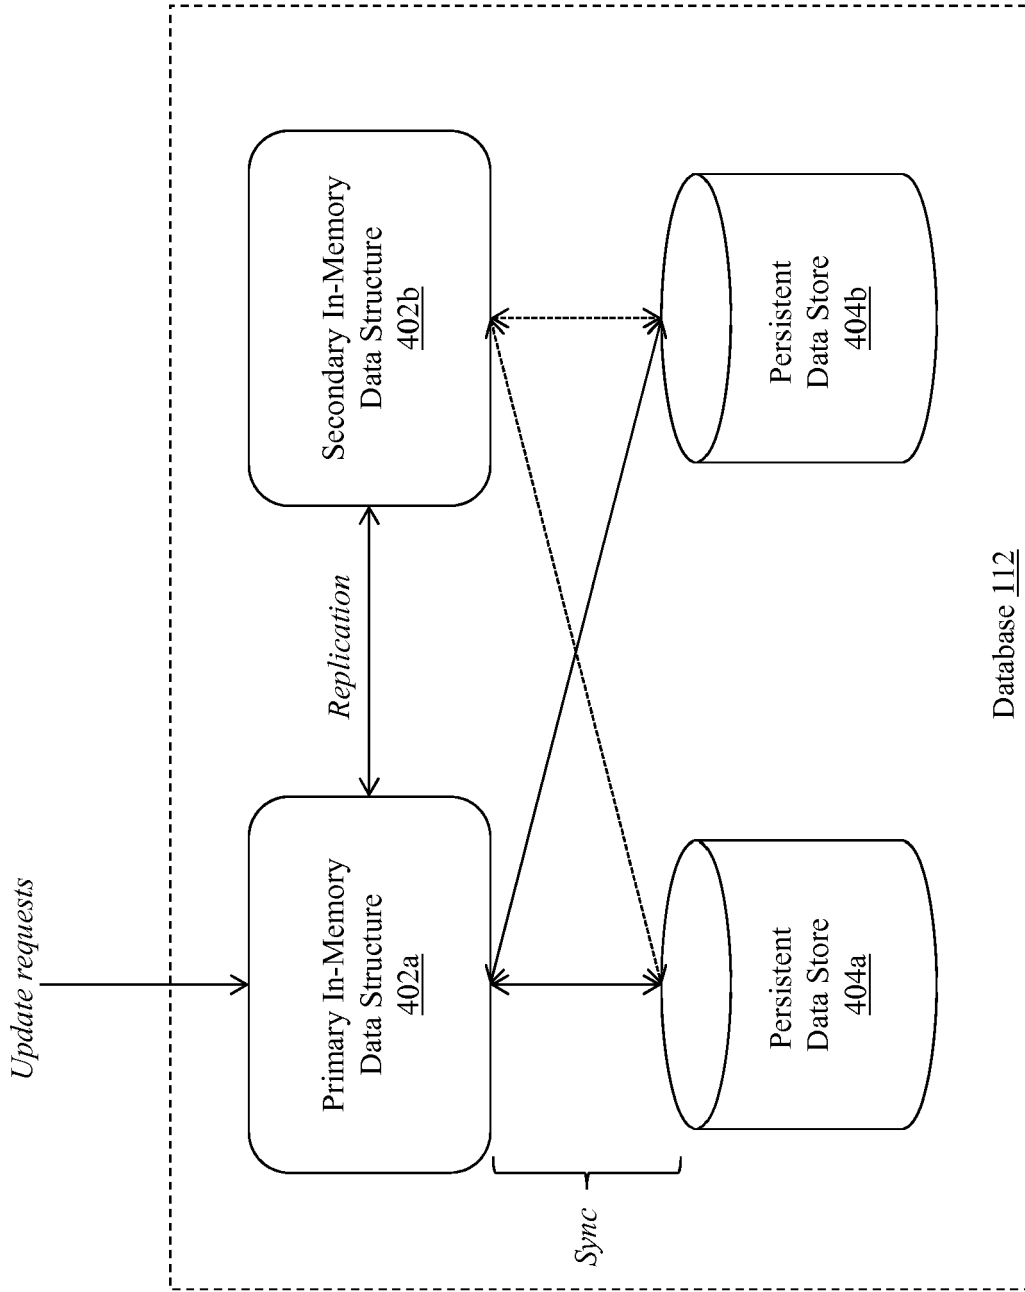 Update requests
Primary In-Memory
Data Structure
402a
Replication
Secondary In-Memory
Data Structure
402b
Sync
Persistent
Data Store
404a
Persistent
Data Store
404b
Database 112